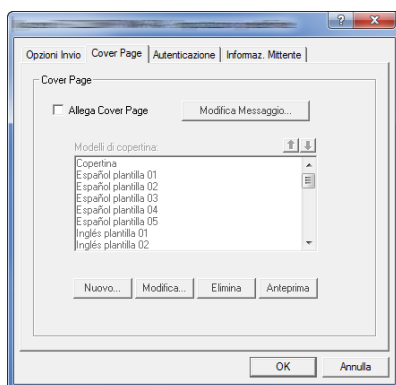 Opzioni Invio Cover Page Autenticazione Informaz. Mittente
Cover Page
Allega Cover Page Modifica Messaggio...
Modelli di copertina:
Copertina
Español plantilla 01
Español plantilla 02
Español plantilla 03
Español plantilla 04
Español plantilla 05
Inglés plantilla 01
Inglés plantilla 02
Nuovo... Modifica... Elimina Anteprima
OK Annulla